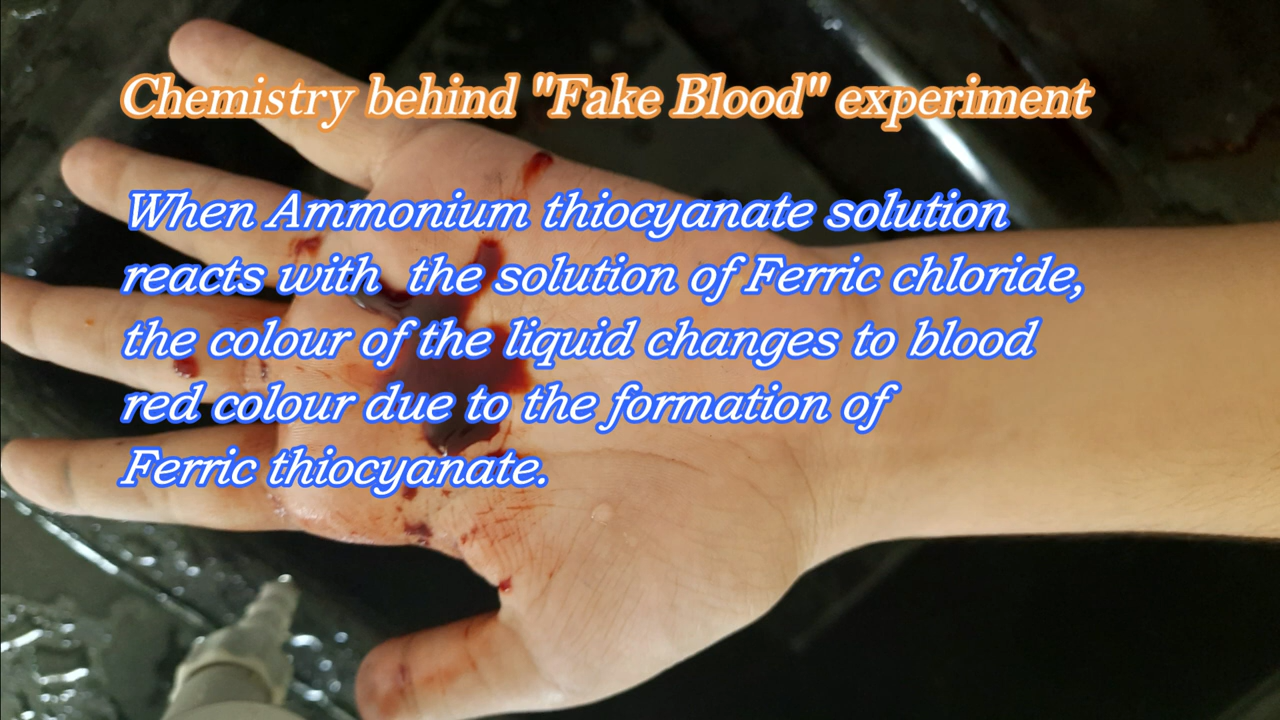 Chemistry behind "Fake Blood" experiment
When Ammonium thiocyanate solution
reacts with the solution of Ferric chloride,
the colour of the liquid changes to blood
red colour due to the formation of
Ferric thiocyanate.